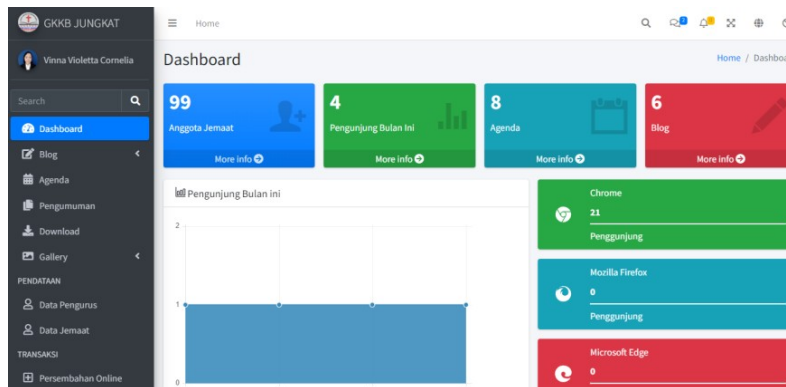 GKKB JUNGKAT
Home
2
Vinna Violetta Cornelia
Dashboard
Home / Dashboa
Search
Dashboard
Blog
Agenda
Pengumuman
Download
Gallery
PENDATAAN
Data Pengurus
Data Jemaat
TRANSAKSI
Persembahan Online
99
Anggota Jemaat
More info
4
Pengunjung Bulan Ini
More info
8
Agenda
More info
6
Blog
More info
Pengunjung Bulan ini
2
1
0
Chrome
21
Penggunjung
Mozilla Firefox
0
Penggunjung
Microsoft Edge
0